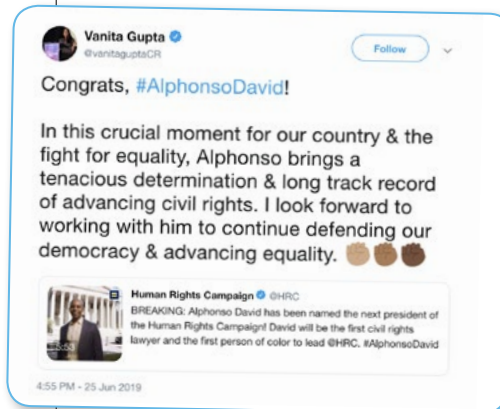 Vanita Gupta
@vanitaguptaCR
Follow
Congrats, #AlphonsoDavid!
In this crucial moment for our country & the
fight for equality, Alphonso brings a
tenacious determination & long track record
of advancing civil rights. I look forward to
working with him to continue defending our
democracy & advancing equality. ✊🏽✊🏾✊🏿
Human Rights Campaign @HRC
BREAKING: Alphonso David has been named the next president of
the Human Rights Campaign! David will be the first civil rights
lawyer and the first person of color to lead @HRC. #AlphonsoDavid
4:55 PM - 25 Jun 2019